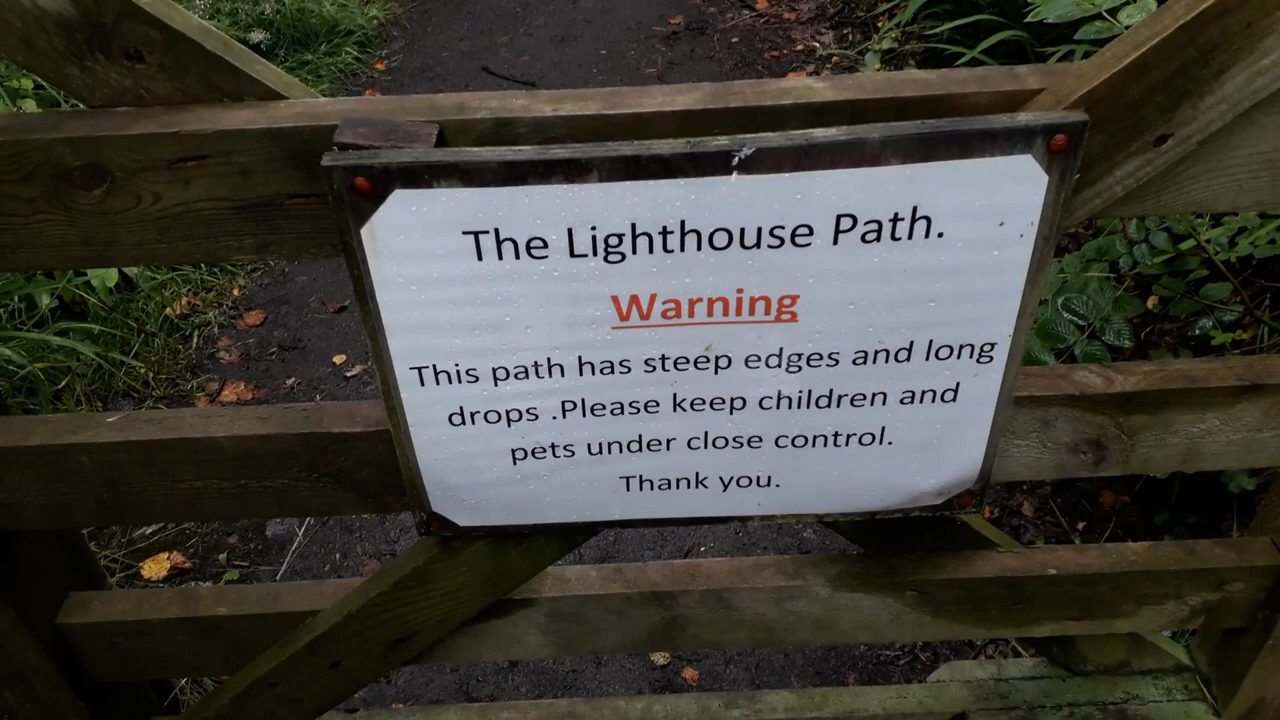 The Lighthouse Path.
Warning
This path has steep edges and long
drops .Please keep children and
pets under close control.
Thank you.